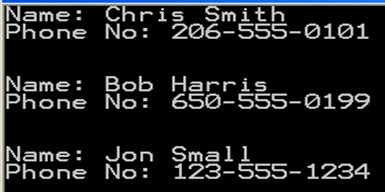 Name: Chris Smith
Phone No: 206-555-0101
Name: Bob Harris
Phone No: 650-555-0199
Name: Jon Small
Phone No: 123-555-1234